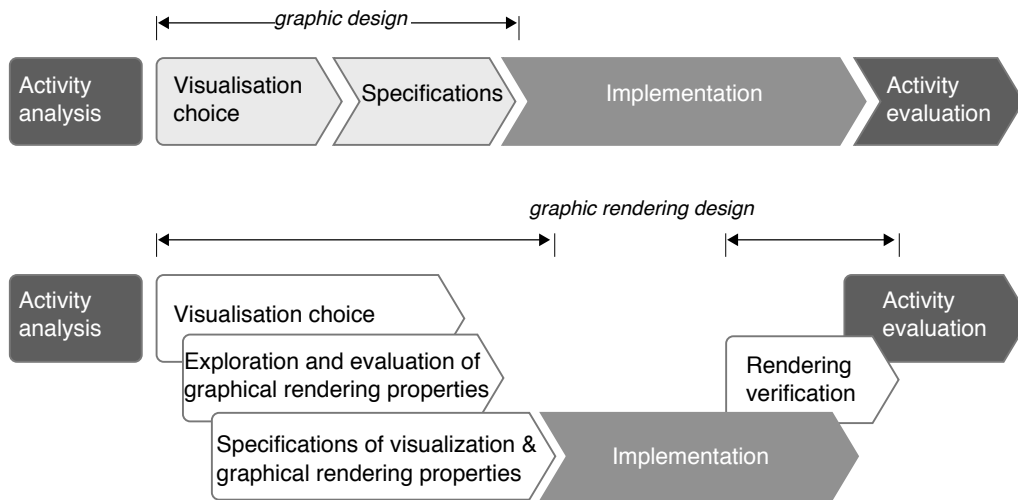 graphic design
Activity
analysis
Visualisation
choice
Specifications
Implementation
Activity
evaluation
graphic rendering design
Activity
analysis
Visualisation choice
Activity
evaluation
Exploration and evaluation of
graphical rendering properties
Rendering
verification
Specifications of visualization &
graphical rendering properties
Implementation